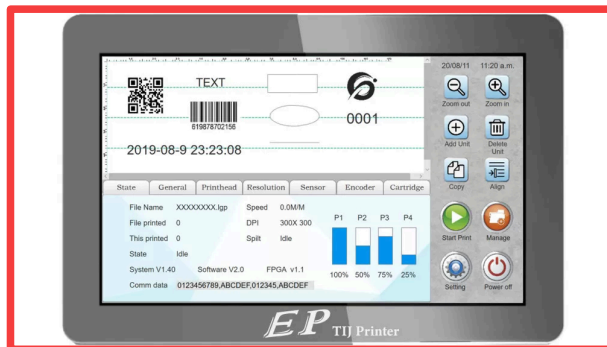 20/08/11 11:20 a.m.
TEXT
619878702156
0001
2019-08-9 23:23:08
Zoom out Zoom in
Add Unit Delete Unit
Copy Align
Start Print Manage
Setting Power off
State General Printhead Resolution Sensor Encoder Cartridge
File Name XXXXXXXX.lgp Speed 0.0M/M
File printed 0 DPI 300X 300
This printed 0 Spilt Idle
State Idle
System V1.40 Software V2.0 FPGA v1.1
Comm data 0123456789,ABCDEF,012345,ABCDEF
P1 P2 P3 P4
100% 50% 75% 25%
EP TIJ Printer